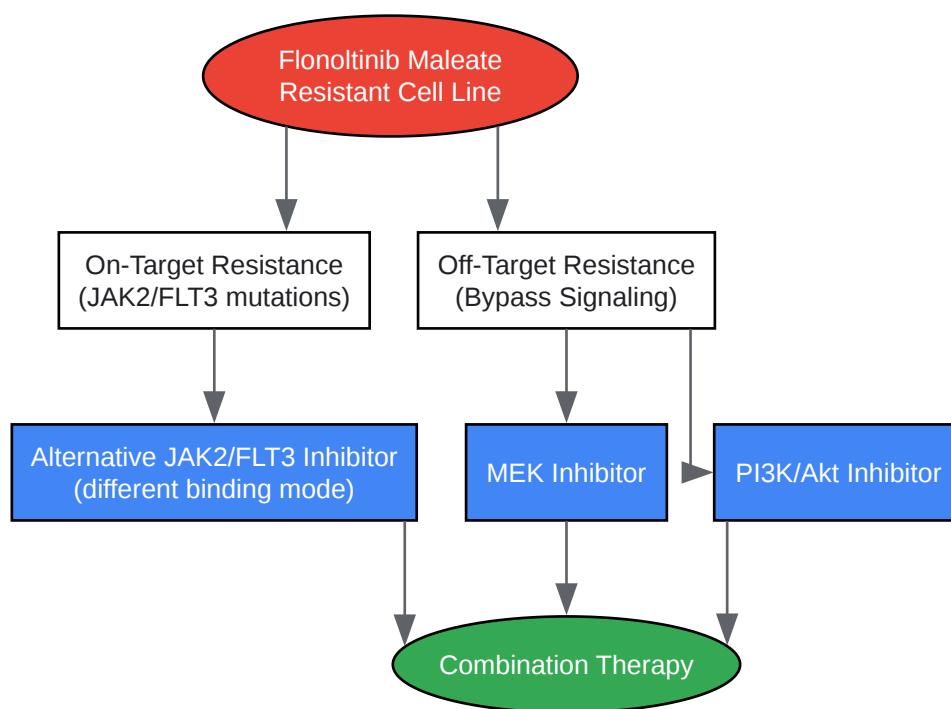 Flonoltinib Maleate
Resistant Cell Line
On-Target Resistance
(JAK2/FLT3 mutations)
Off-Target Resistance
(Bypass Signaling)
Alternative JAK2/FLT3 Inhibitor
(different binding mode)
MEK Inhibitor
PI3K/Akt Inhibitor
Combination Therapy